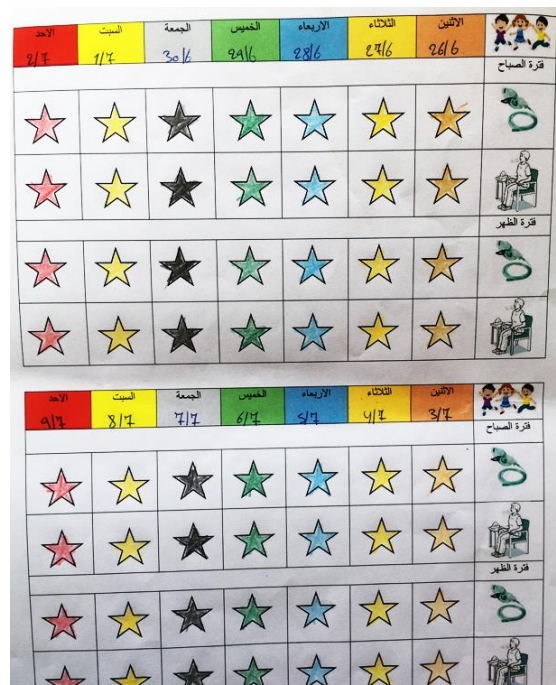 الاثنين الثلاثاء الاربعاء الخميس الجمعة السبت الاحد
26/6 27/6 28/6 29/6 30/6 1/7 2/7
فترة الصباح
فترة الظهر
الاثنين الثلاثاء الاربعاء الخميس الجمعة السبت الاحد
3/7 4/7 5/7 6/7 7/7 8/7 9/7
فترة الصباح
فترة الظهر